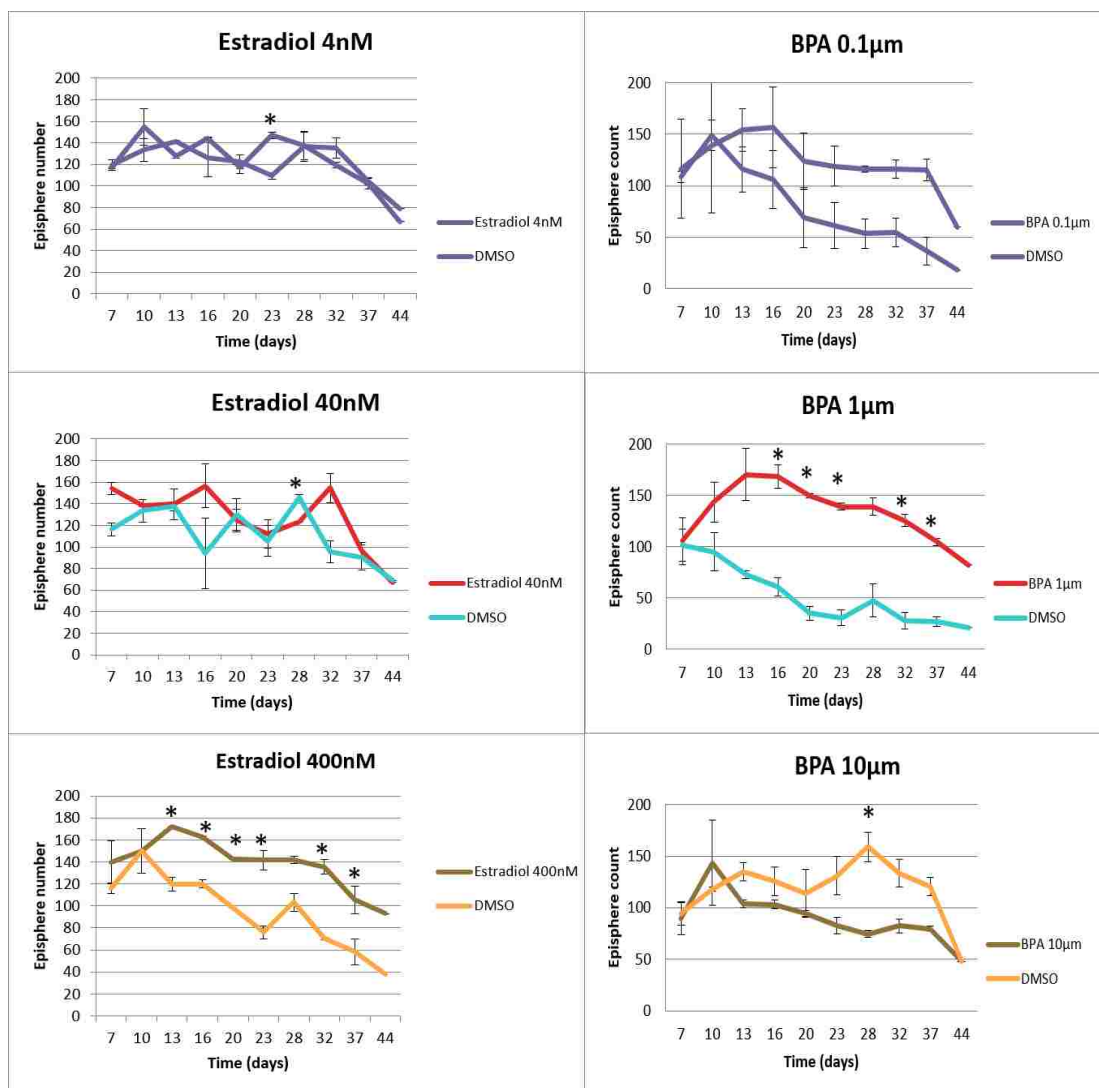 Estradiol 4nM
*
Episphere number
200
180
160
140
120
100
80
60
40
20
0
7 10 13 16 20 23 28 32 37 44
Time (days)
Estradiol 4nM
DMSO
BPA 0.1µm
Episphere count
200
150
100
50
0
7 10 13 16 20 23 28 32 37 44
Time (days)
BPA 0.1µm
DMSO
Estradiol 40nM
*
Episphere number
200
180
160
140
120
100
80
60
40
20
0
7 10 13 16 20 23 28 32 37 44
Time (days)
Estradiol 40nM
DMSO
BPA 1µm
* * * * *
Episphere count
200
150
100
50
0
7 10 13 16 20 23 28 32 37 44
Time (days)
BPA 1µm
DMSO
Estradiol 400nM
* * * * * *
Episphere number
200
180
160
140
120
100
80
60
40
20
0
7 10 13 16 20 23 28 32 37 44
Time (days)
Estradiol 400nM
DMSO
BPA 10µm
*
Episphere count
200
150
100
50
0
7 10 13 16 20 23 28 32 37 44
Time (days)
BPA 10µm
DMSO